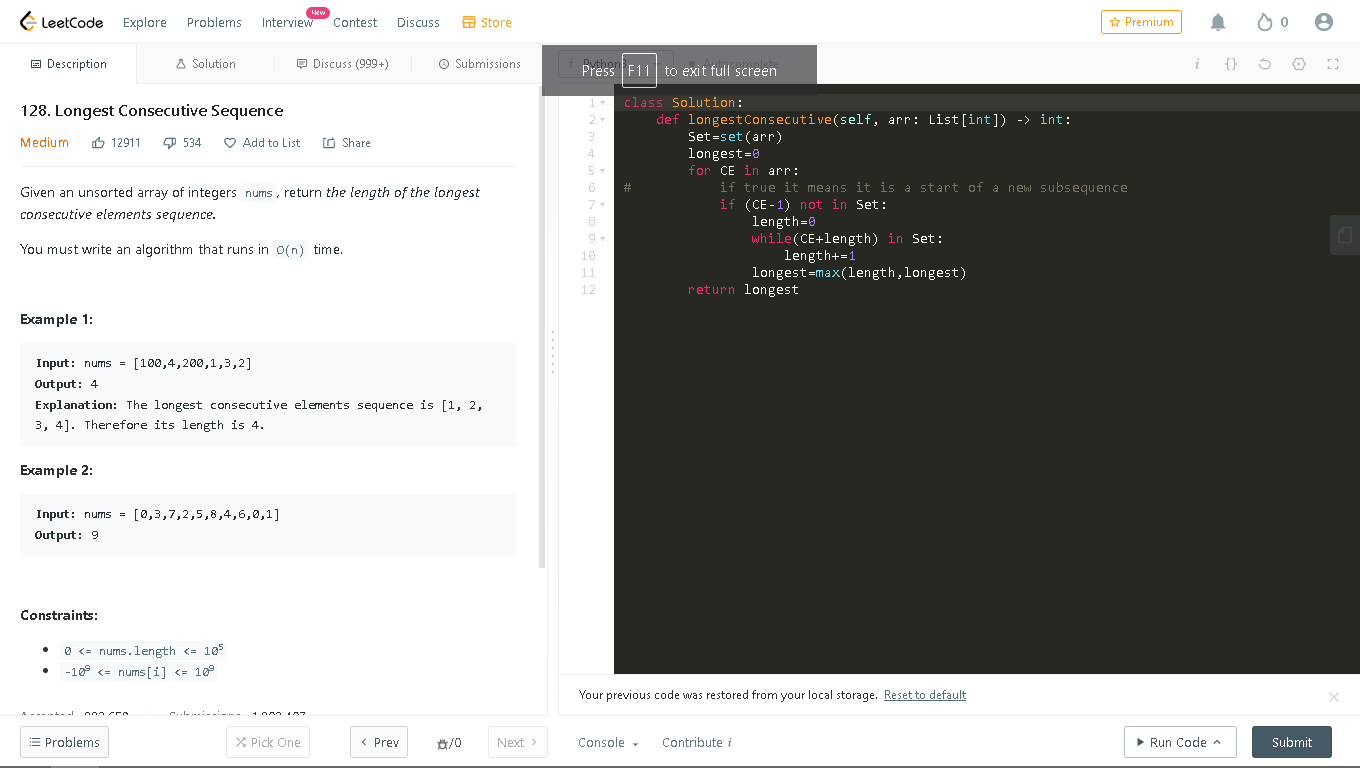 LeetCode Explore Problems Interview New Contest Discuss Store Premium 0
Description Solution Discuss (999+) Submissions
Press F11 to exit full screen
128. Longest Consecutive Sequence
Medium 12911 534 Add to List Share
Given an unsorted array of integers nums, return the length of the longest
consecutive elements sequence.
You must write an algorithm that runs in O(n) time.
Example 1:
Input: nums = [100,4,200,1,3,2]
Output: 4
Explanation: The longest consecutive elements sequence is [1, 2,
3, 4]. Therefore its length is 4.
Example 2:
Input: nums = [0,3,7,2,5,8,4,6,0,1]
Output: 9
Constraints:
• 0 <= nums.length <= 10⁵
• -10⁹ <= nums[i] <= 10⁹
1 class Solution:
2 def longestConsecutive(self, arr: List[int]) -> int:
3 Set=set(arr)
4 longest=0
5 for CE in arr:
6 # if true it means it is a start of a new subsequence
7 if (CE-1) not in Set:
8 length=0
9 while(CE+length) in Set:
10 length+=1
11 longest=max(length,longest)
12 return longest
Your previous code was restored from your local storage. Reset to default
Problems Pick One < Prev /0 Next > Console Contribute i Run Code Submit